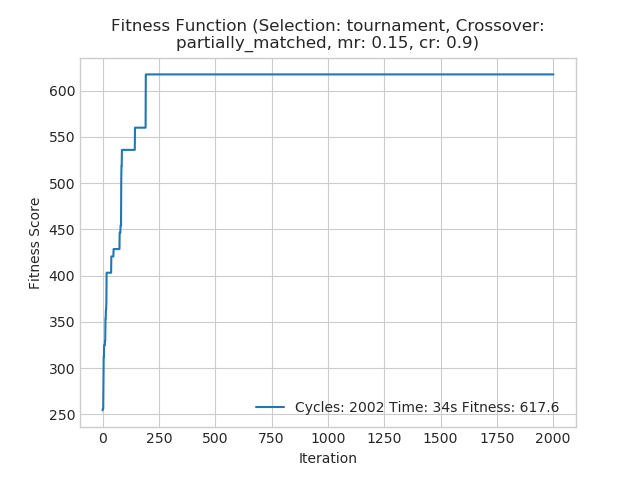 Fitness Function (Selection: tournament, Crossover:
partially_matched, mr: 0.15, cr: 0.9)
Fitness Score
600
550
500
450
400
350
300
250
Cycles: 2002 Time: 34s Fitness: 617.6
0 250 500 750 1000 1250 1500 1750 2000
Iteration